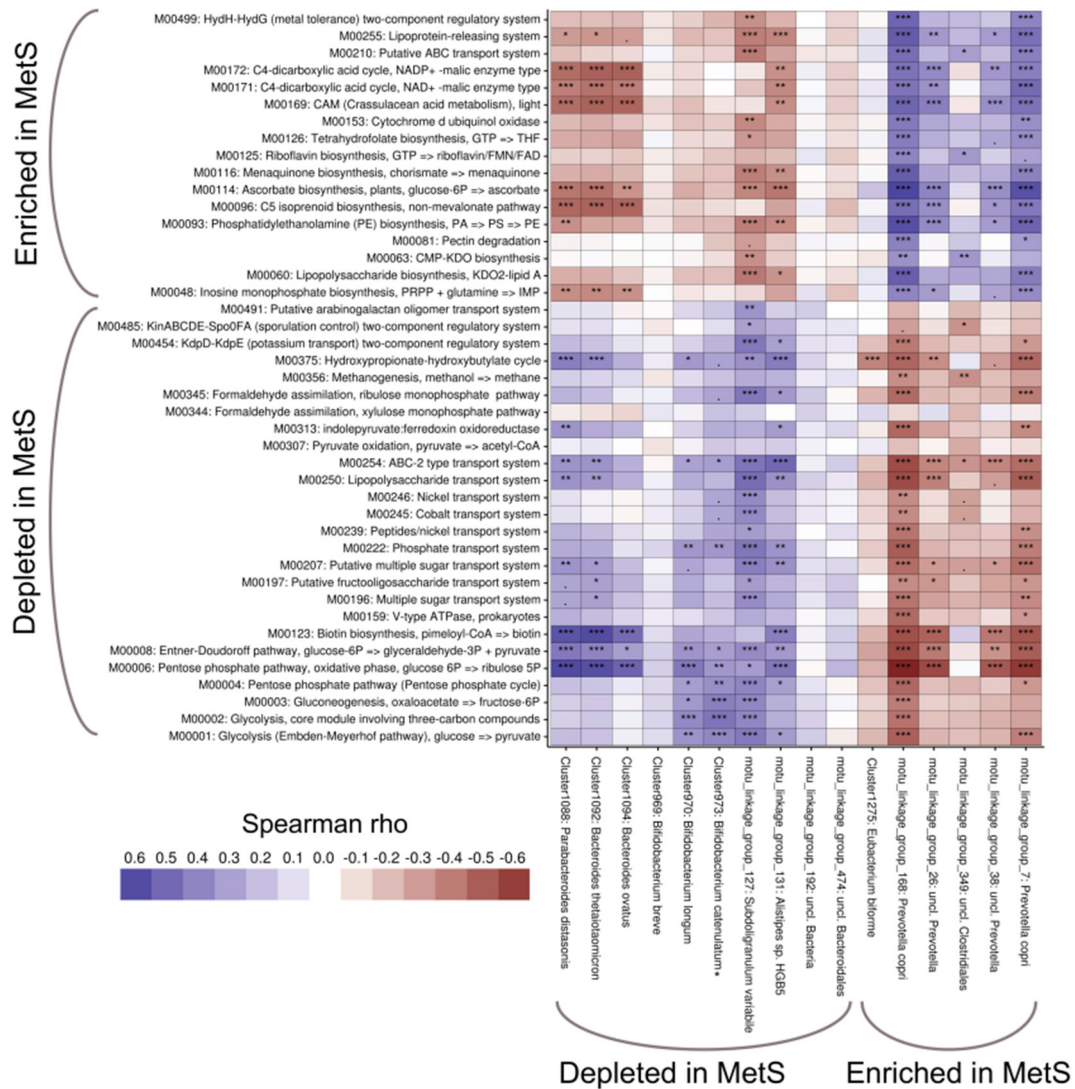 Enriched in MetS
M00499: HydH-HydG (metal tolerance) two-component regulatory system
M00255: Lipoprotein-releasing system
M00210: Putative ABC transport system
M00172: C4-dicarboxylic acid cycle, NADP+ -malic enzyme type
M00171: C4-dicarboxylic acid cycle, NAD+ -malic enzyme type
M00169: CAM (Crassulacean acid metabolism), light
M00153: Cytochrome d ubiquinol oxidase
M00126: Tetrahydrofolate biosynthesis, GTP => THF
M00125: Riboflavin biosynthesis, GTP => riboflavin/FMN/FAD
M00116: Menaquinone biosynthesis, chorismate => menaquinone
M00114: Ascorbate biosynthesis, plants, glucose-6P => ascorbate
M00096: C5 isoprenoid biosynthesis, non-mevalonate pathway
M00093: Phosphatidylethanolamine (PE) biosynthesis, PA => PS => PE
M00081: Pectin degradation
M00063: CMP-KDO biosynthesis
M00060: Lipopolysaccharide biosynthesis, KDO2-lipid A
M00048: Inosine monophosphate biosynthesis, PRPP + glutamine => IMP
Depleted in MetS
M00491: Putative arabinogalactan oligomer transport system
M00485: KinABCDE-Spo0FA (sporulation control) two-component regulatory system
M00454: KdpD-KdpE (potassium transport) two-component regulatory system
M00375: Hydroxypropionate-hydroxybutylate cycle
M00356: Methanogenesis, methanol => methane
M00345: Formaldehyde assimilation, ribulose monophosphate pathway
M00344: Formaldehyde assimilation, xylulose monophosphate pathway
M00313: indolepyruvate:ferredoxin oxidoreductase
M00307: Pyruvate oxidation, pyruvate => acetyl-CoA
M00254: ABC-2 type transport system
M00250: Lipopolysaccharide transport system
M00246: Nickel transport system
M00245: Cobalt transport system
M00239: Peptides/nickel transport system
M00222: Phosphate transport system
M00207: Putative multiple sugar transport system
M00197: Putative fructooligosaccharide transport system
M00196: Multiple sugar transport system
M00159: V-type ATPase, prokaryotes
M00123: Biotin biosynthesis, pimeloyl-CoA => biotin
M00008: Entner-Doudoroff pathway, glucose-6P => glyceraldehyde-3P + pyruvate
M00006: Pentose phosphate pathway, oxidative phase, glucose 6P => ribulose 5P
M00004: Pentose phosphate pathway (Pentose phosphate cycle)
M00003: Gluconeogenesis, oxaloacetate => fructose-6P
M00002: Glycolysis, core module involving three-carbon compounds
M00001: Glycolysis (Embden-Meyerhof pathway), glucose => pyruvate
Cluster1088: Parabacteroides distasonis
Cluster1092: Bacteroides thetaiotaomicron
Cluster1094: Bacteroides ovatus
Cluster969: Bifidobacterium breve
Cluster970: Bifidobacterium longum
Cluster973: Bifidobacterium catenulatum*
motu_linkage_group_127: Subdoligranulum variabile
motu_linkage_group_131: Alistipes sp. HGB5
motu_linkage_group_192: uncl. Bacteria
motu_linkage_group_474: uncl. Bacteroidales
Cluster1275: Eubacterium biforme
motu_linkage_group_168: Prevotella copri
motu_linkage_group_26: uncl. Prevotella
motu_linkage_group_349: uncl. Clostridiales
motu_linkage_group_38: uncl. Prevotella
motu_linkage_group_7: Prevotella copri
Spearman rho
0.6 0.5 0.4 0.3 0.2 0.1 0.0 -0.1 -0.2 -0.3 -0.4 -0.5 -0.6
Depleted in MetS
Enriched in MetS